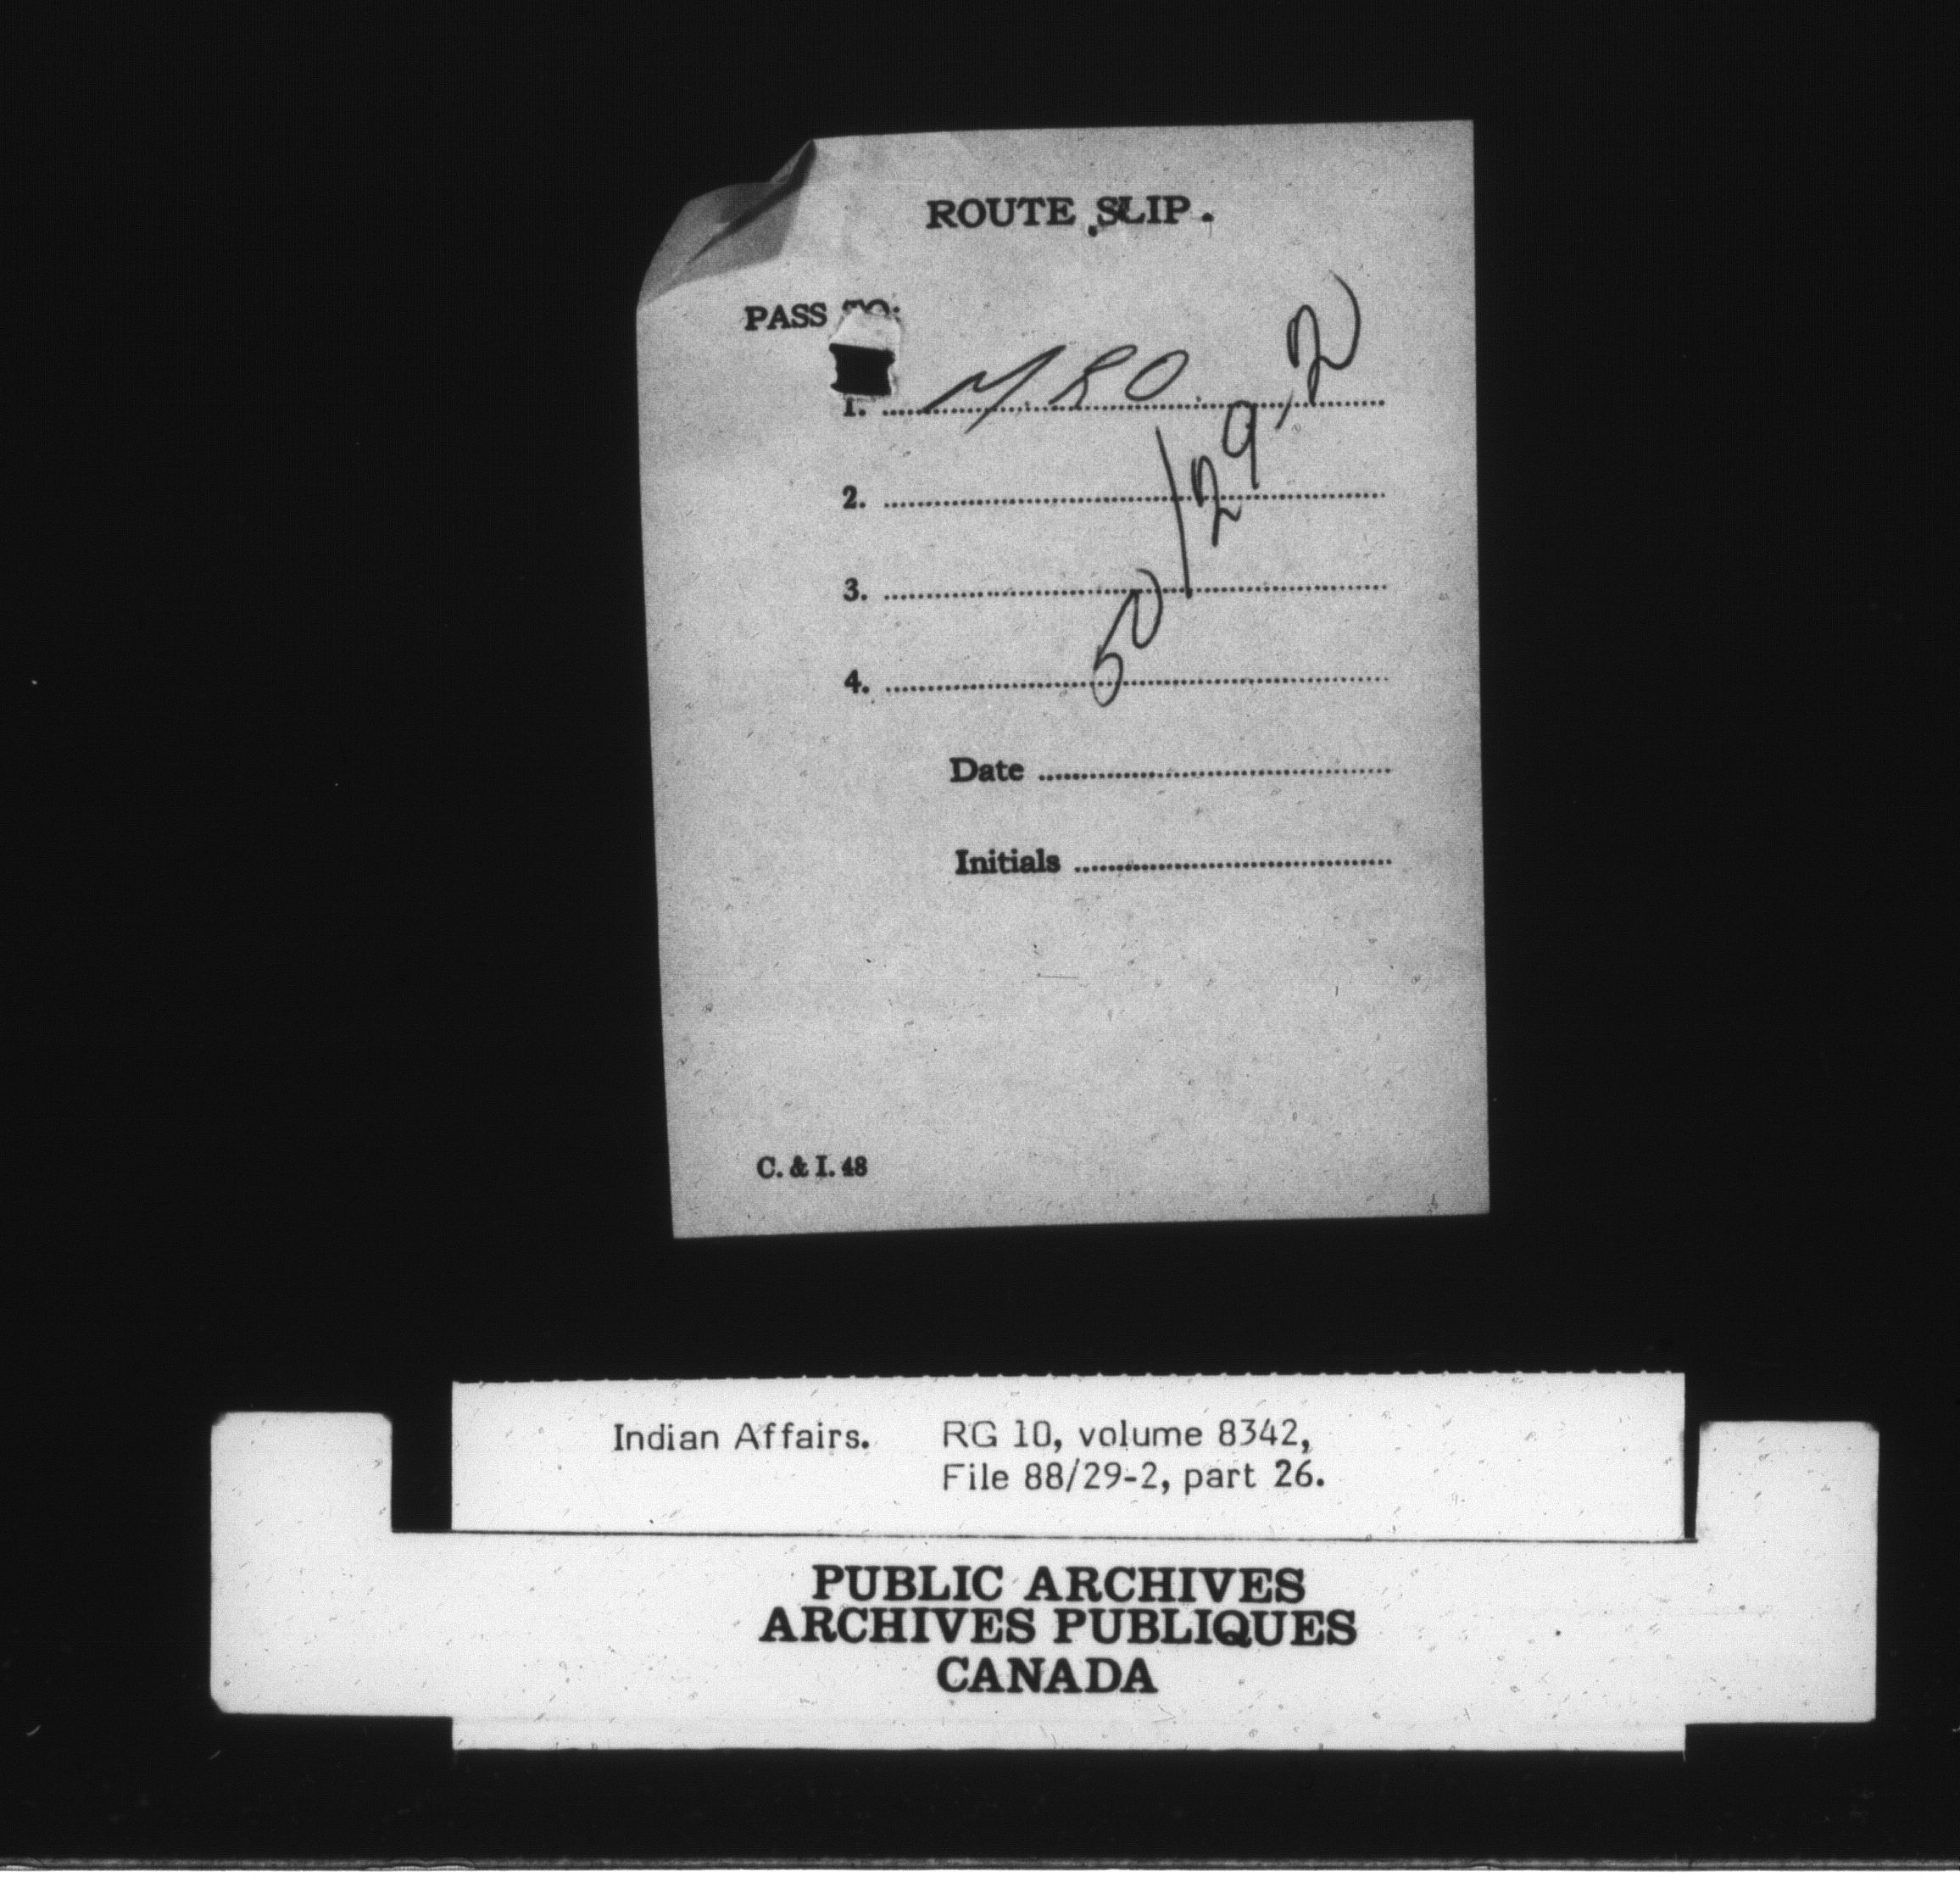 ROUTE SLIP.
PASS TO:
1.
2.
3.
4.
50/29-2
Date
Initials
C. & I. 48
Indian Affairs. RG 10, volume 8342,
File 88/29-2, part 26.
PUBLIC ARCHIVES
ARCHIVES PUBLIQUES
CANADA